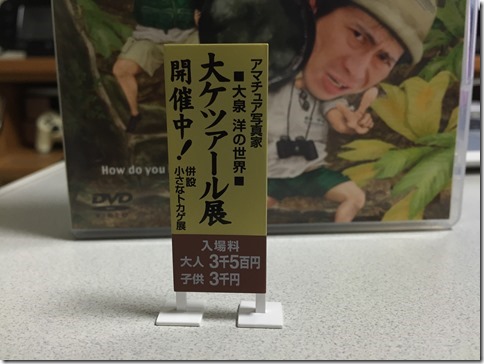 アマチュア写真家
■大泉 洋の世界■
大ケツァール展
開催中!
併設
小さなトカゲ展
入場料
大人 3千5百円
子供 3千円
How do you
DVD
VIDEO